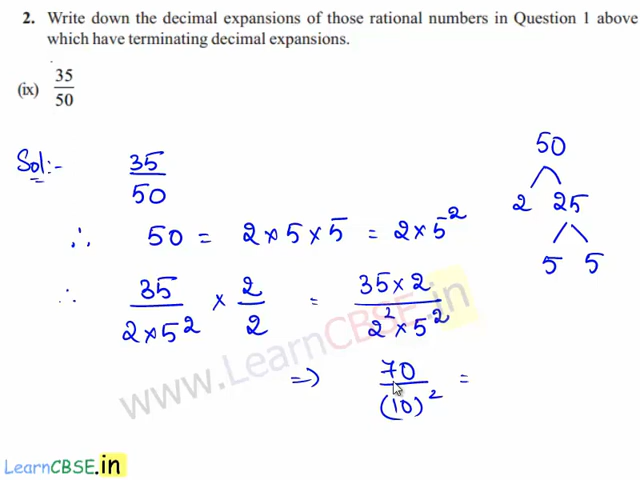 2. Write down the decimal expansions of those rational numbers in Question 1 above
which have terminating decimal expansions.
(ix) 35/50
Sol:- 35/50
∴ 50 = 2 × 5 × 5 = 2 × 5²
∴ 35/(2 × 5²) × 2/2 = (35 × 2)/(2² × 5²)
⇒ 70/(10)² =
50
2 25
5 5
www.LearnCBSE.in
LearnCBSE.in